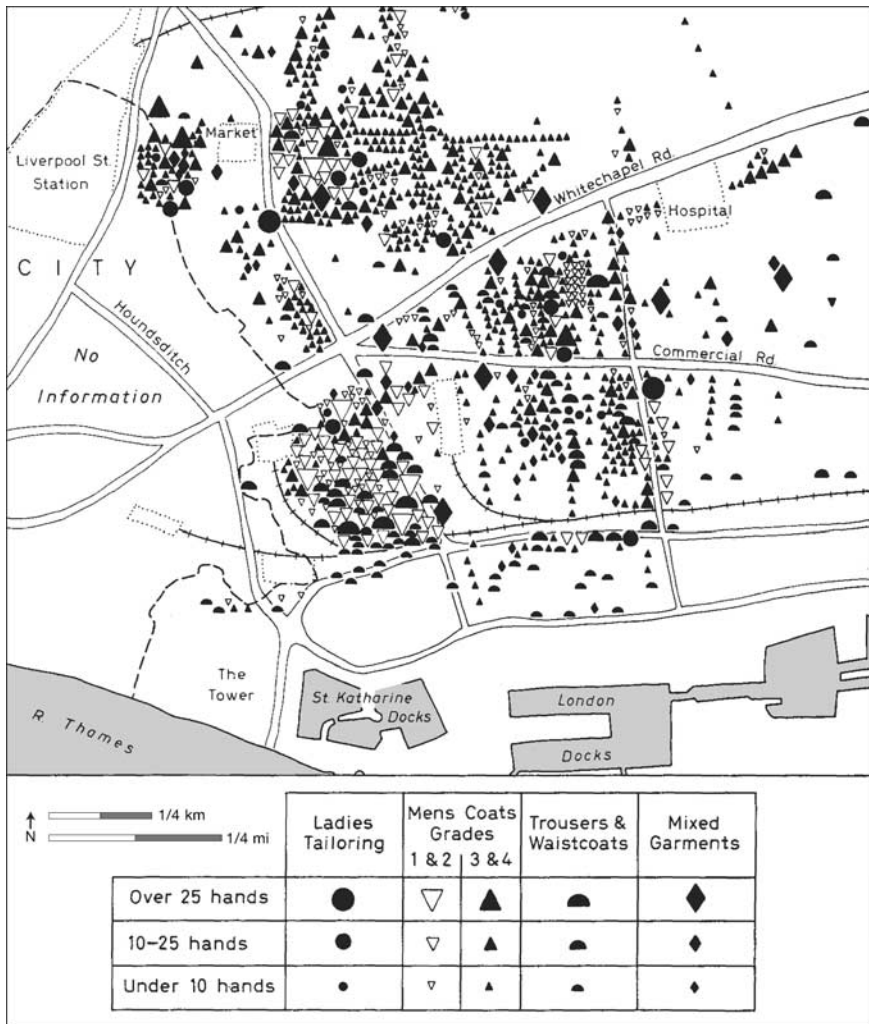 Market
Liverpool St.
Station
Whitechapel Rd.
Hospital
CITY
Houndsditch
No
Information
Commercial Rd.
The
Tower
R. Thames
St. Katharine
Docks
London
Docks
1/4 km
N
1/4 mi
Ladies
Tailoring
Mens Coats
Grades
1 & 2
3 & 4
Trousers &
Waistcoats
Mixed
Garments
Over 25 hands
10–25 hands
Under 10 hands